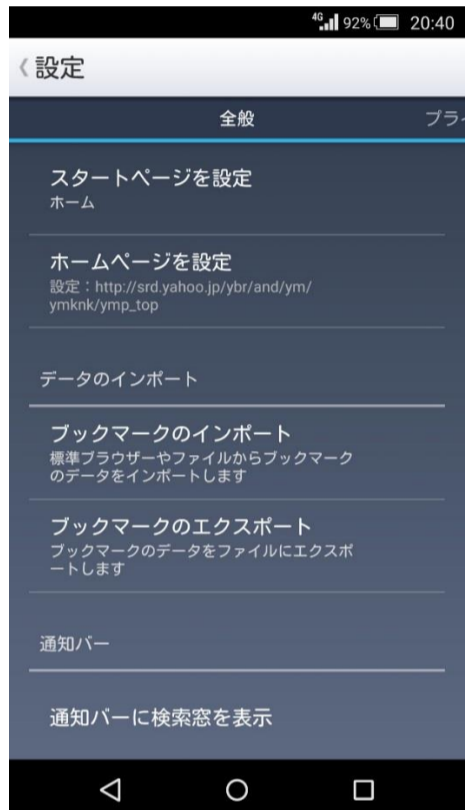 4G 92% 20:40
設定
全般 プライ
スタートページを設定
ホーム
ホームページを設定
設定：http://srd.yahoo.jp/ybr/and/ym/
ymknk/ymp_top
データのインポート
ブックマークのインポート
標準ブラウザーやファイルからブックマーク
のデータをインポートします
ブックマークのエクスポート
ブックマークのデータをファイルにエクスポ
ートします
通知バー
通知バーに検索窓を表示